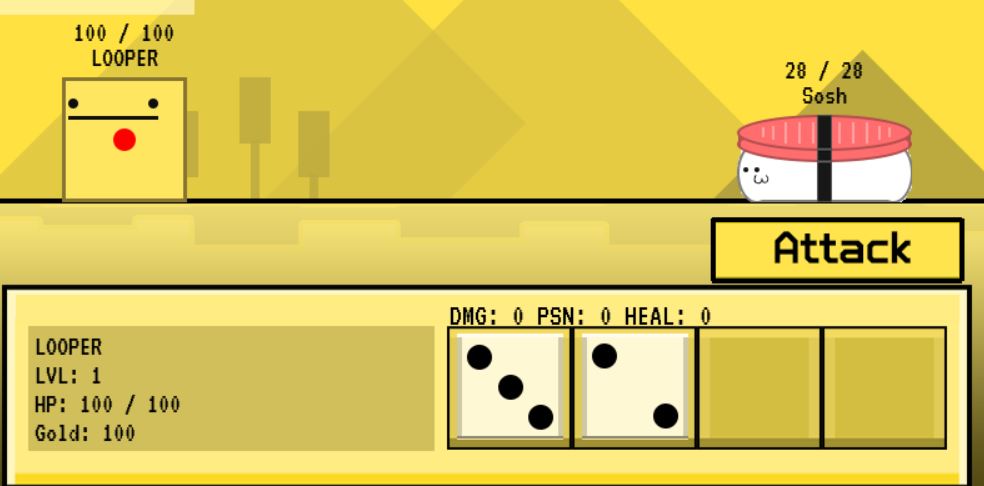 100 / 100
LOOPER
28 / 28
Sosh
Attack
DMG: 0 PSN: 0 HEAL: 0
LOOPER
LVL: 1
HP: 100 / 100
Gold: 100